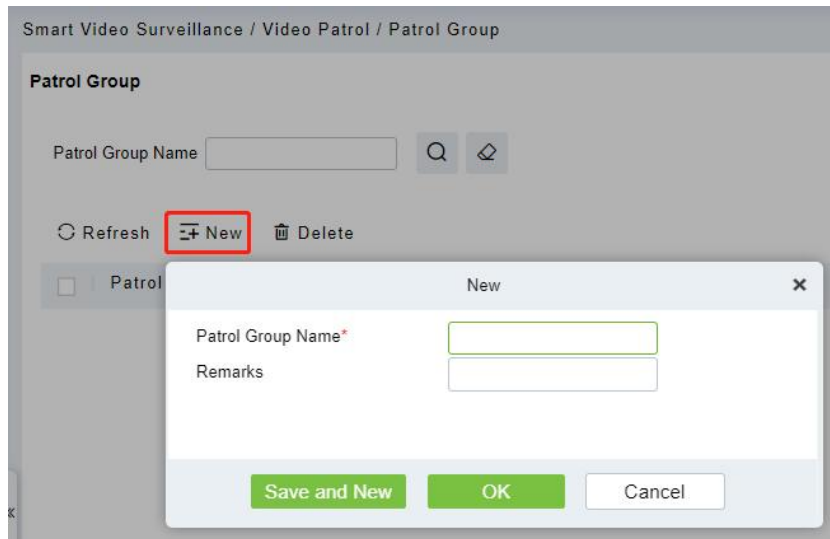 Smart Video Surveillance / Video Patrol / Patrol Group
Patrol Group
Patrol Group Name
Refresh New Delete
Patrol
New
Patrol Group Name*
Remarks
Save and New OK Cancel